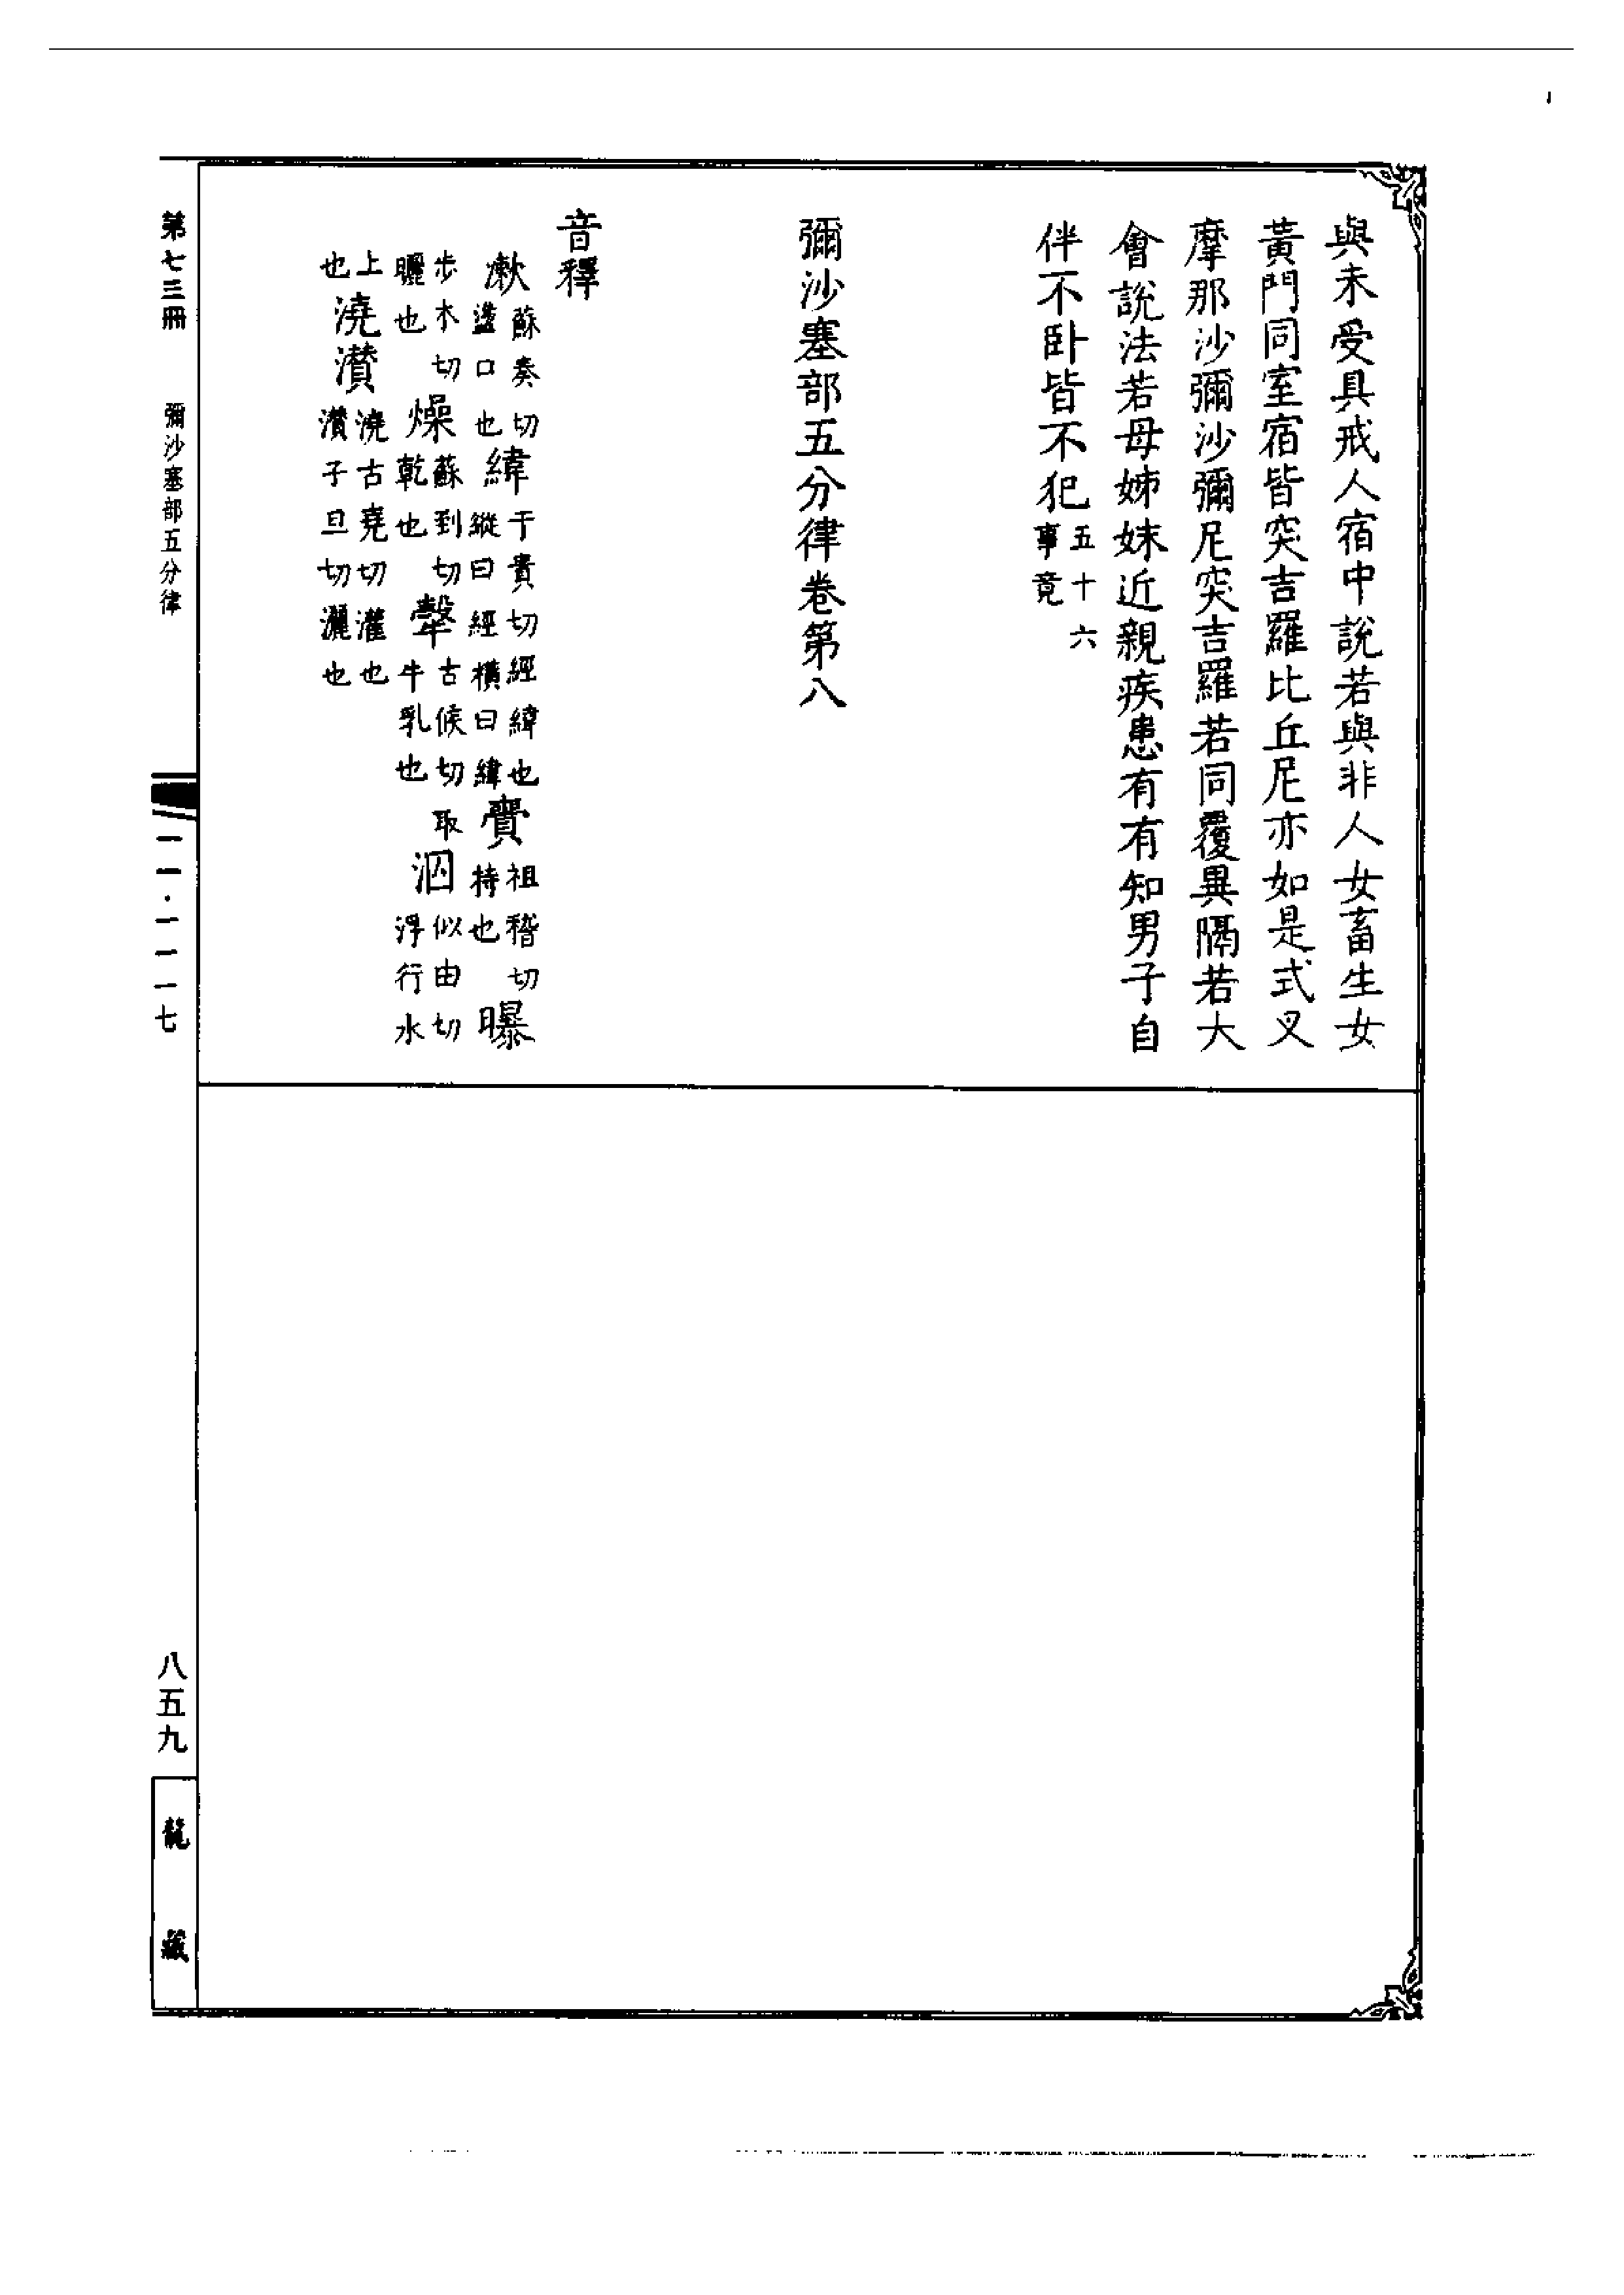 與未受具戒人宿中說若與非人女畜生女
黃門同室宿皆突吉羅比丘尼亦如是式叉
摩那沙彌沙彌尼突吉羅若同覆異隔若大
會說法若母姊妹近親疾患有有知男子自
伴不臥皆不犯五十六事竟
彌沙塞部五分律卷第八
音釋
漱蘇奏切盪口也緯于貴切經緯也縱曰經橫曰緯賷祖稽切持也曝
步木切曬也燥蘇到切乾也㲉古候切取牛乳也泅似由切浮行水
上也澆灒澆古堯切灌也灒子旦切灑也
第七三冊 彌沙塞部五分律 一一·一一一七 八五九 龍藏